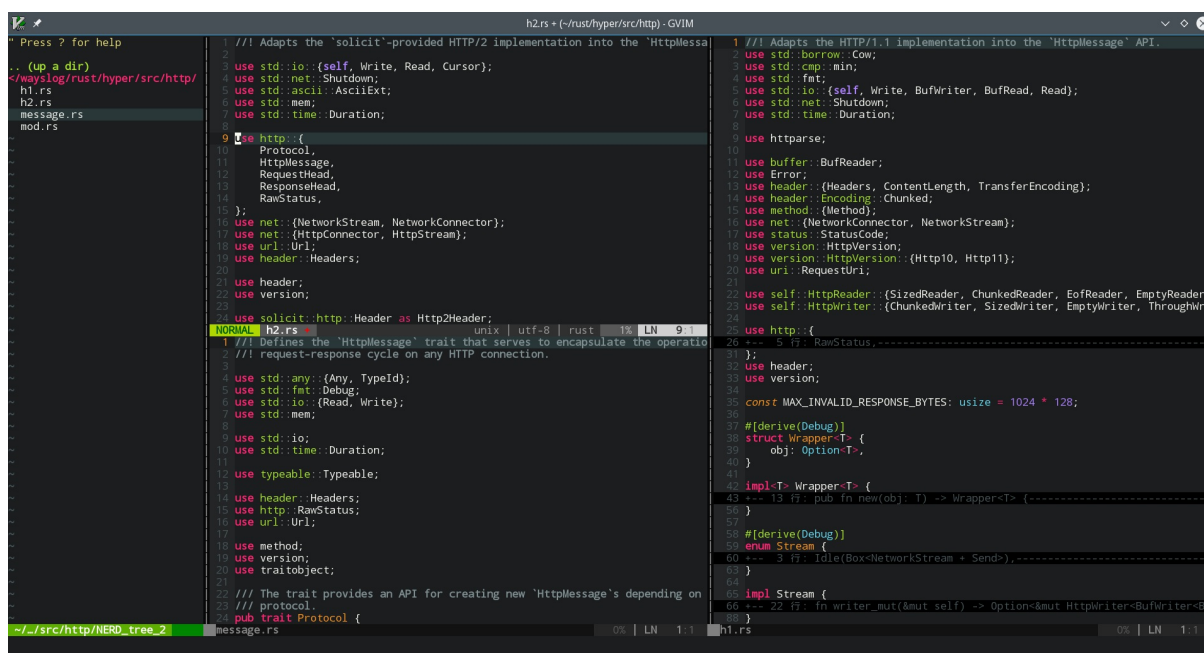 h2.rs + (~/rust/hyper/src/http) - GVIM
" Press ? for help
.. (up a dir)
</wayslog/rust/hyper/src/http/
h1.rs
h2.rs
message.rs
mod.rs
~/_/src/http/NERD_tree_2
1 //! Adapts the `solicit`-provided HTTP/2 implementation into the `HttpMessa
2
3 use std::io::{self, Write, Read, Cursor};
4 use std::net::Shutdown;
5 use std::ascii::AsciiExt;
6 use std::mem;
7 use std::time::Duration;
8
9 use http::{
10 Protocol,
11 HttpMessage,
12 RequestHead,
13 ResponseHead,
14 RawStatus,
15 };
16 use net::{NetworkStream, NetworkConnector};
17 use net::{HttpConnector, HttpStream};
18 use url::Url;
19 use header::Headers;
20
21 use header;
22 use version;
23
24 use solicit::http::Header as Http2Header;
NORMAL h2.rs + unix | utf-8 | rust 1% LN 9:1
1 //! Defines the `HttpMessage` trait that serves to encapsulate the operatio
2 //! request-response cycle on any HTTP connection.
3
4 use std::any::{Any, TypeId};
5 use std::fmt::Debug;
6 use std::io::{Read, Write};
7 use std::mem;
8
9 use std::io;
10 use std::time::Duration;
11
12 use typeable::Typeable;
13
14 use header::Headers;
15 use http::RawStatus;
16 use url::Url;
17
18 use method;
19 use version;
20 use traitobject;
21
22 /// The trait provides an API for creating new `HttpMessage`s depending on
23 /// protocol.
24 pub trait Protocol {
message.rs 0% | LN 1:1
1 //! Adapts the HTTP/1.1 implementation into the `HttpMessage` API.
2 use std::borrow::Cow;
3 use std::cmp::min;
4 use std::fmt;
5 use std::io::{self, Write, BufWriter, BufRead, Read};
6 use std::net::Shutdown;
7 use std::time::Duration;
8
9 use httparse;
10
11 use buffer::BufReader;
12 use Error;
13 use header::{Headers, ContentLength, TransferEncoding};
14 use header::Encoding::Chunked;
15 use method::{Method};
16 use net::{NetworkConnector, NetworkStream};
17 use status::StatusCode;
18 use version::HttpVersion;
19 use version::HttpVersion::{Http10, Http11};
20 use uri::RequestUri;
21
22 use self::HttpReader::{SizedReader, ChunkedReader, EofReader, EmptyReader
23 use self::HttpWriter::{ChunkedWriter, SizedWriter, EmptyWriter, ThroughWr
24
25 use http::{
26 +-- 5 行: RawStatus,
31 };
32 use header;
33 use version;
34
35 const MAX_INVALID_RESPONSE_BYTES: usize = 1024 * 128;
36
37 #[derive(Debug)]
38 struct Wrapper<T> {
39 obj: Option<T>,
40 }
41
42 impl<T> Wrapper<T> {
43 +-- 13 行: pub fn new(obj: T) -> Wrapper<T> {
56 }
57
58 #[derive(Debug)]
59 enum Stream {
60 +-- 3 行: Idle(Box<NetworkStream + Send>),
63 }
64
65 impl Stream {
66 +-- 22 行: fn writer_mut(&mut self) -> Option<&mut HttpWriter<BufWriter<B
88 }
h1.rs 0% | LN 1:1